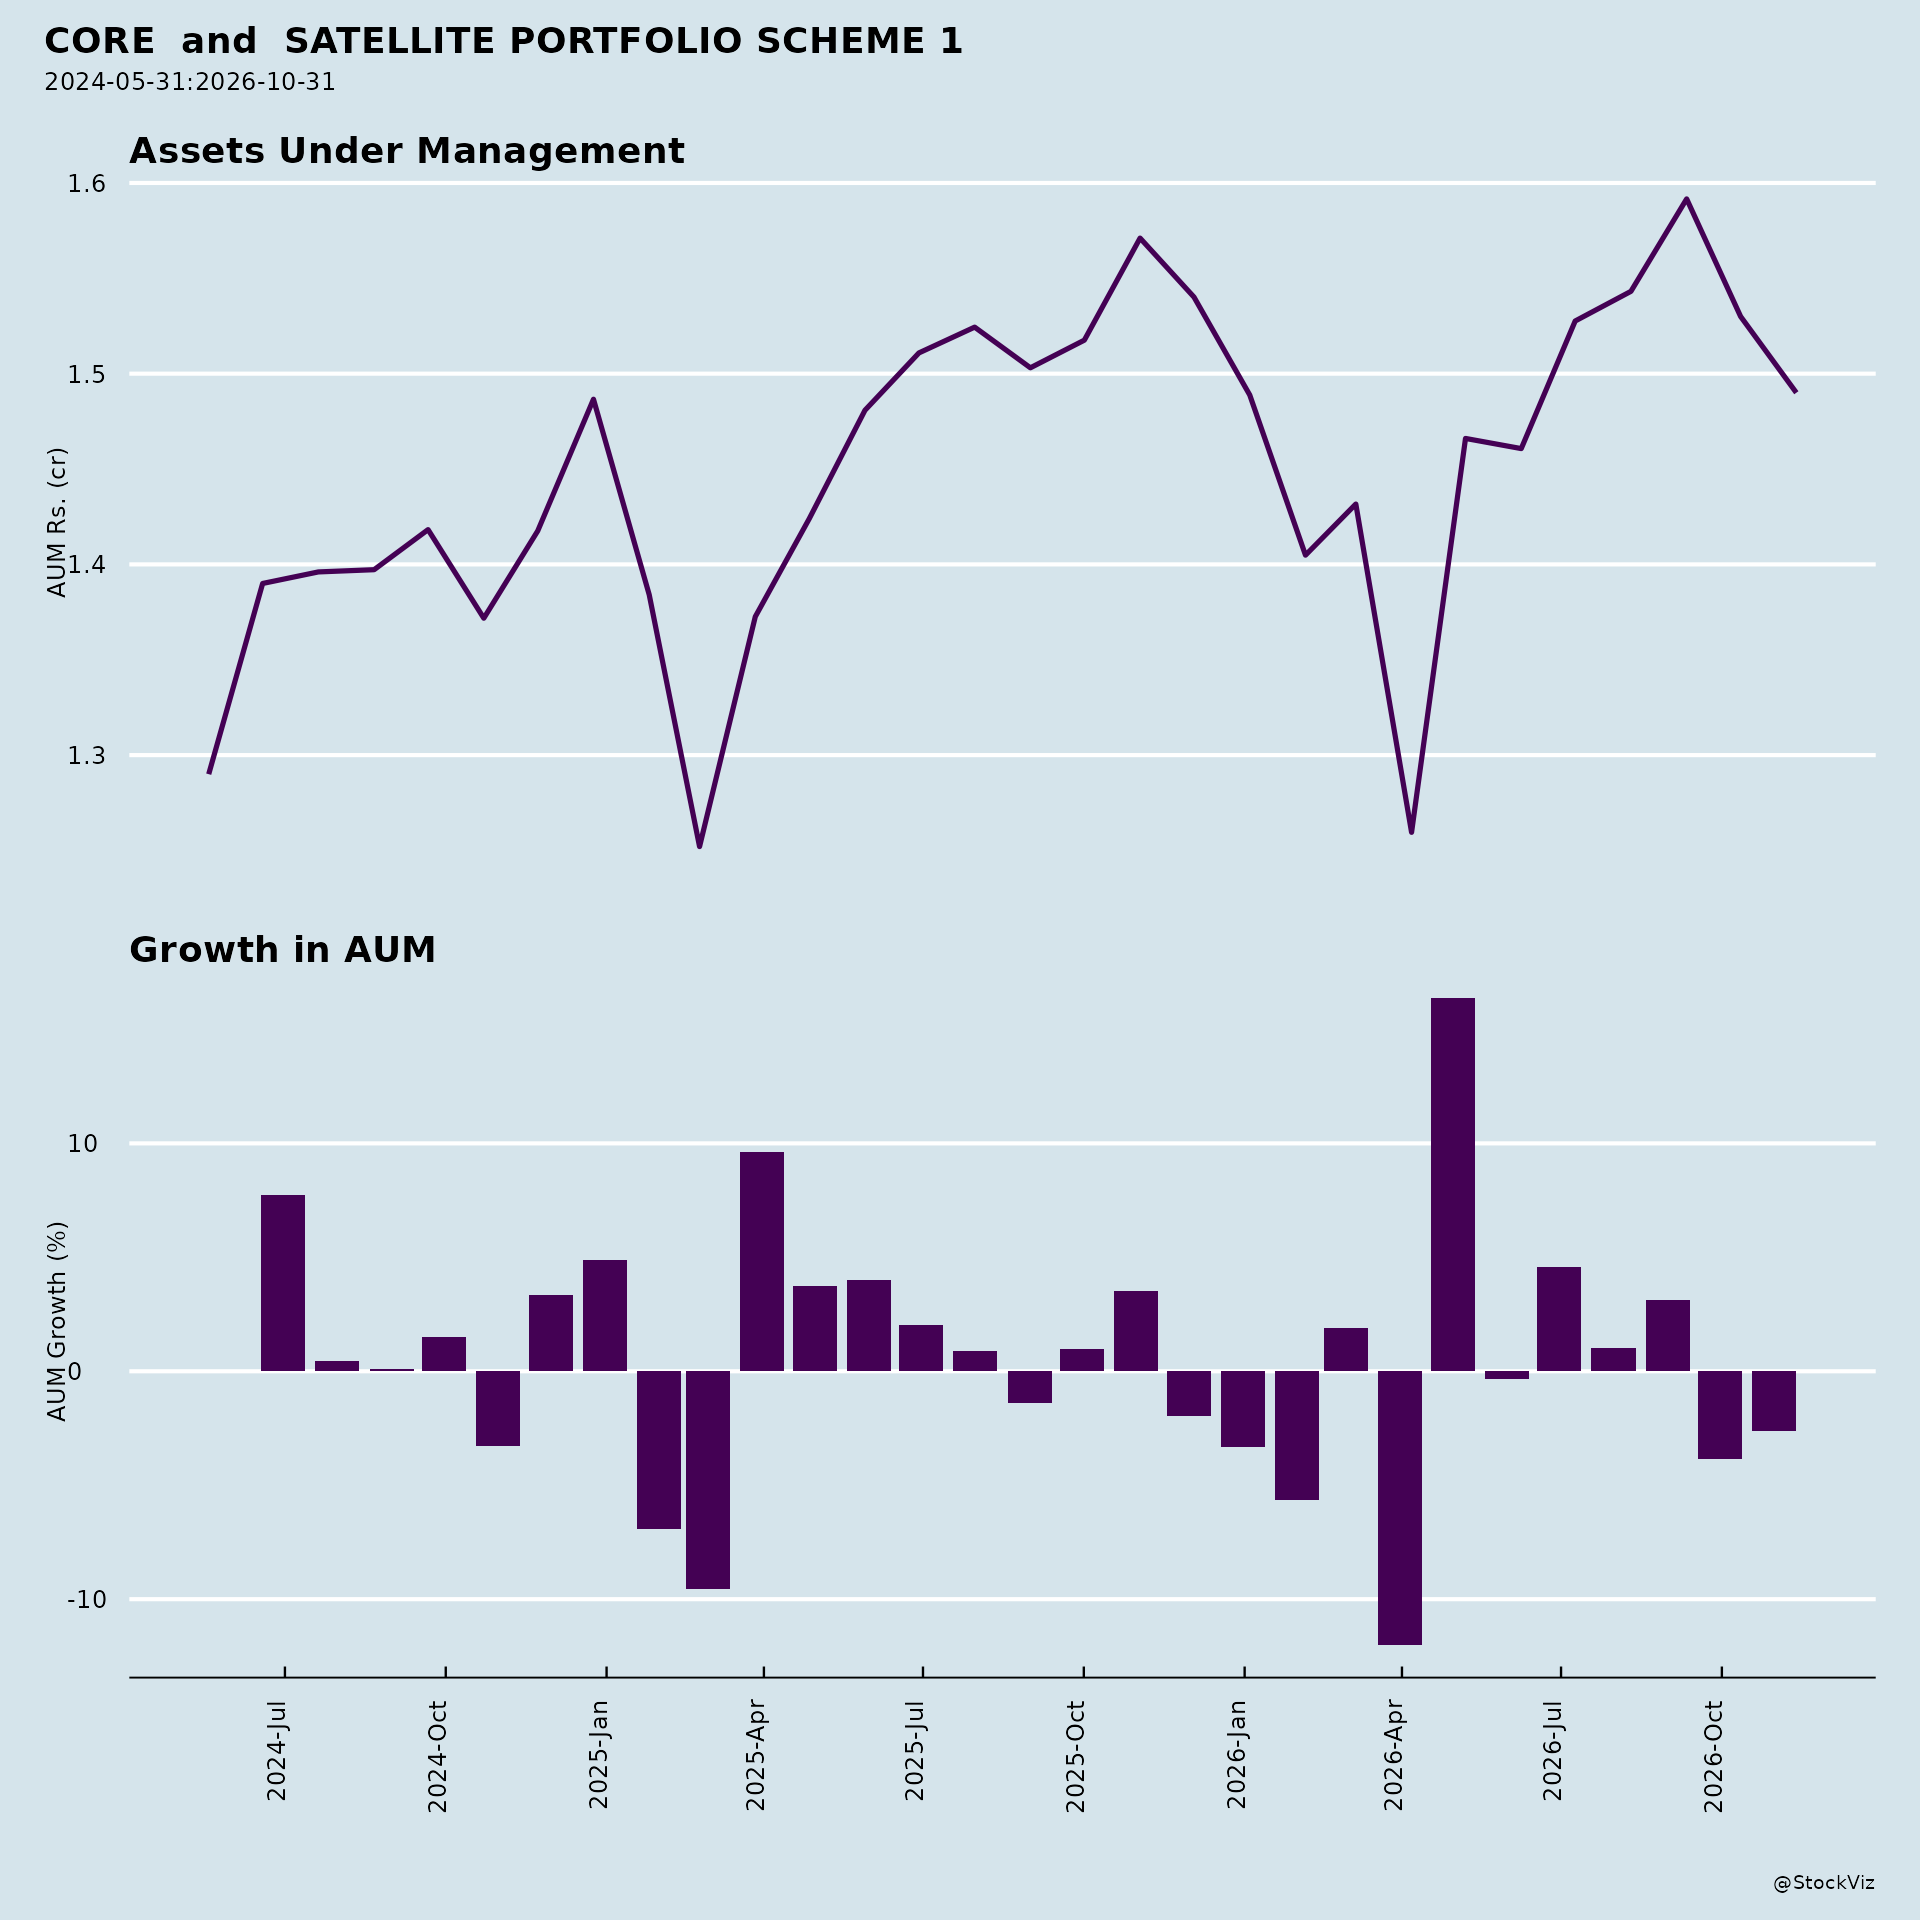 CORE  and  SATELLITE PORTFOLIO SCHEME 1
2024-05-31:2026-10-31
Assets Under Management
AUM Rs. (cr)
1.6
1.5
1.4
1.3
Growth in AUM
AUM Growth (%)
10
0
-10
2024-Jul
2024-Oct
2025-Jan
2025-Apr
2025-Jul
2025-Oct
2026-Jan
2026-Apr
2026-Jul
2026-Oct
@StockViz